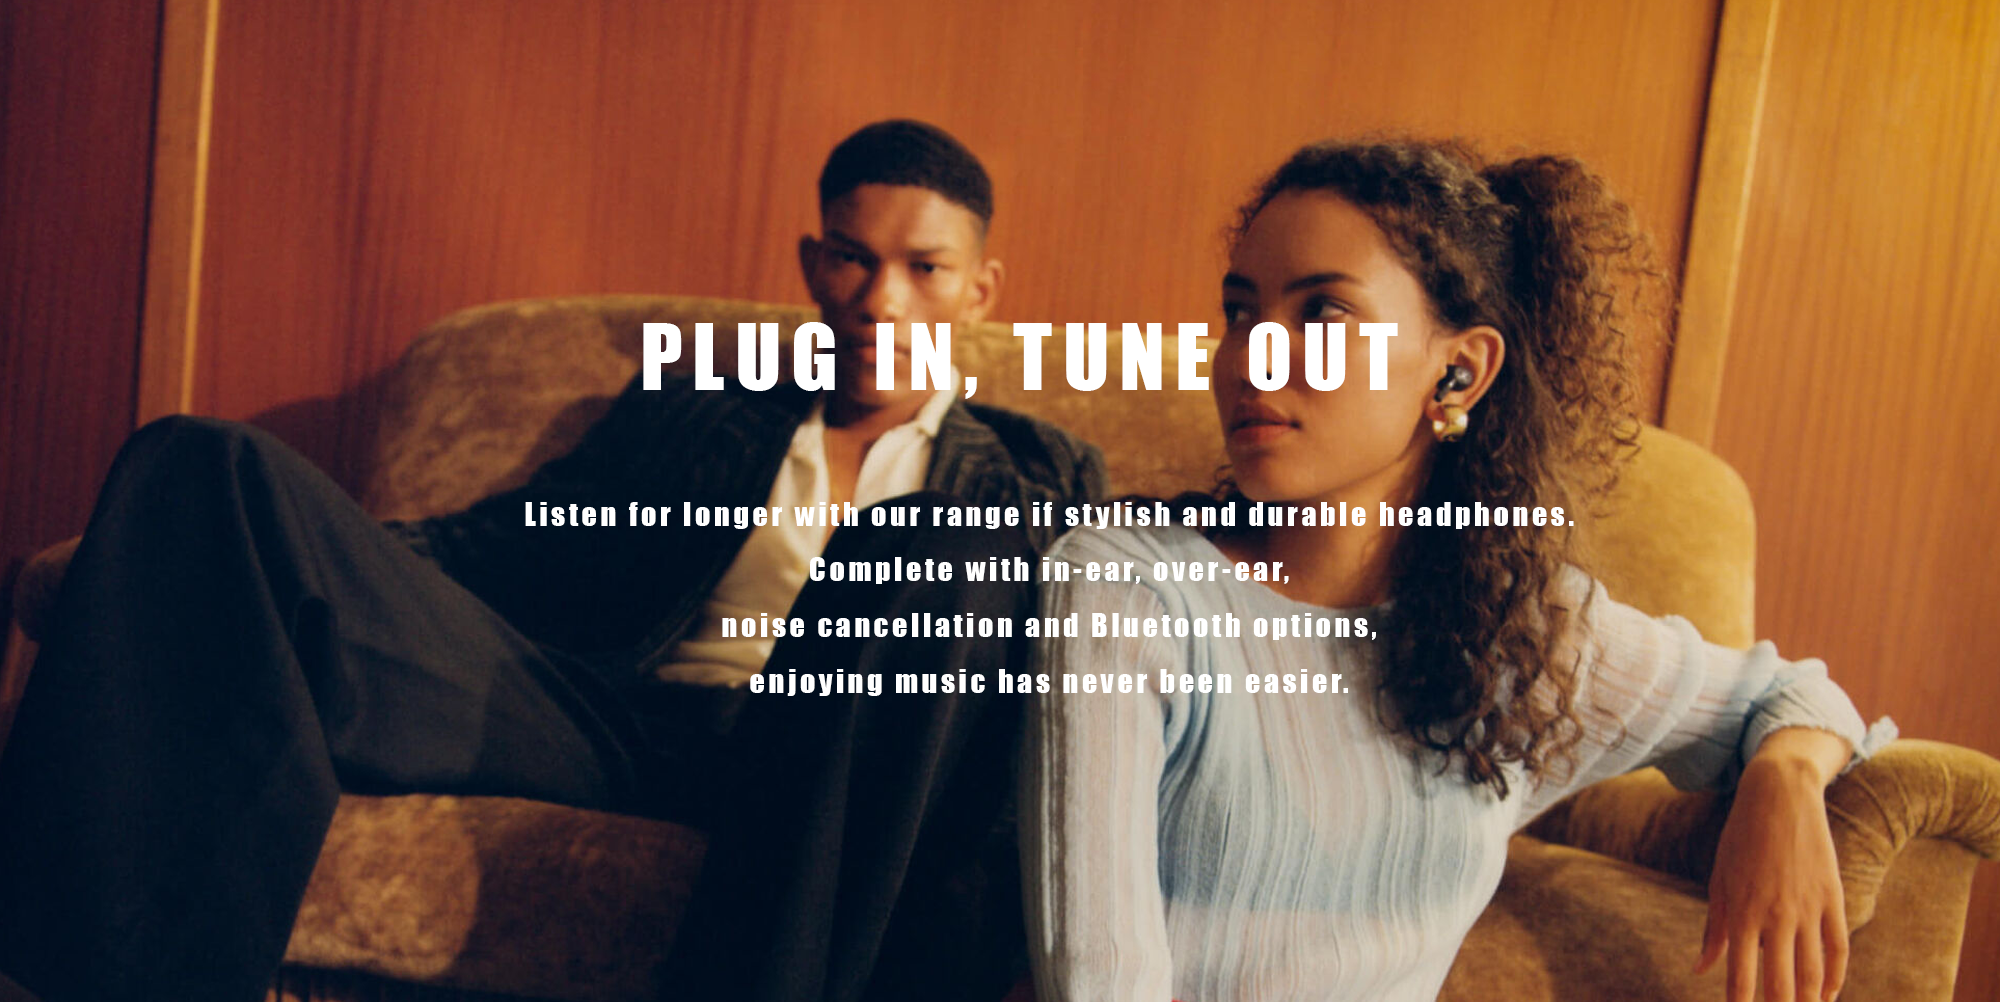 PLUG IN, TUNE OUT
Listen for longer with our range if stylish and durable headphones.
Complete with in-ear, over-ear,
noise cancellation and Bluetooth options,
enjoying music has never been easier.